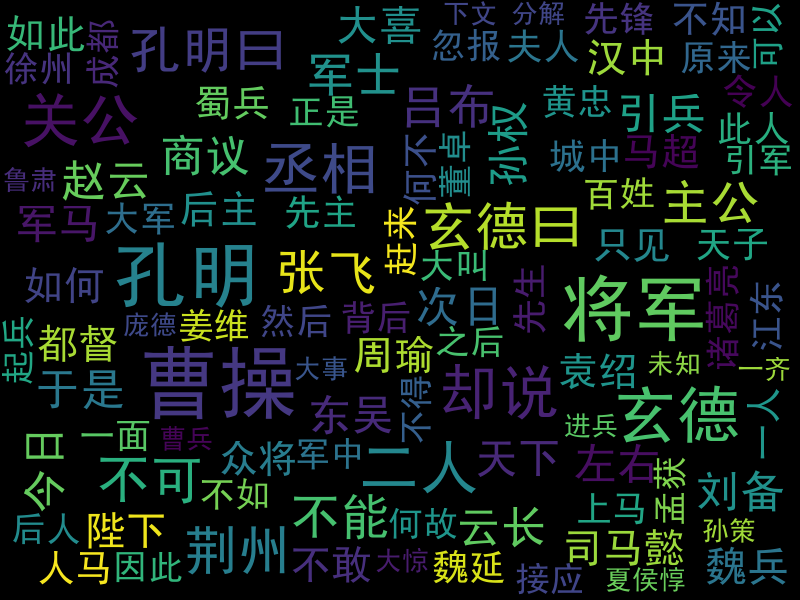 如此
徐州
成都
孔明曰
大喜
下文
分解
先锋
不知
可以
忽报
夫人
汉中
原来
军士
令人
关公
蜀兵
正是
吕布
黄忠
引兵
此人
商议
丞相
何不
董卓
孙权
城中
马超
引军
鲁肃
赵云
百姓
军马
大军
后主
先主
赶来
玄德曰
主公
只见
天子
如何
孔明
张飞
大叫
次日
先生
将军
诸葛亮
江东
起兵
都督
庞德
姜维
然后
背后
周瑜
之后
袁绍
未知
一齐
于是
曹操
大事
不得
却说
玄德
一人
东吴
进兵
今日
一面
曹兵
众将
军中
二人
天下
左右
孟获
刘备
不可
不如
不能
何故
云长
上马
孙策
后人
陛下
荆州
司马懿
魏兵
人马
因此
不敢
大惊
魏延
接应
夏侯惇